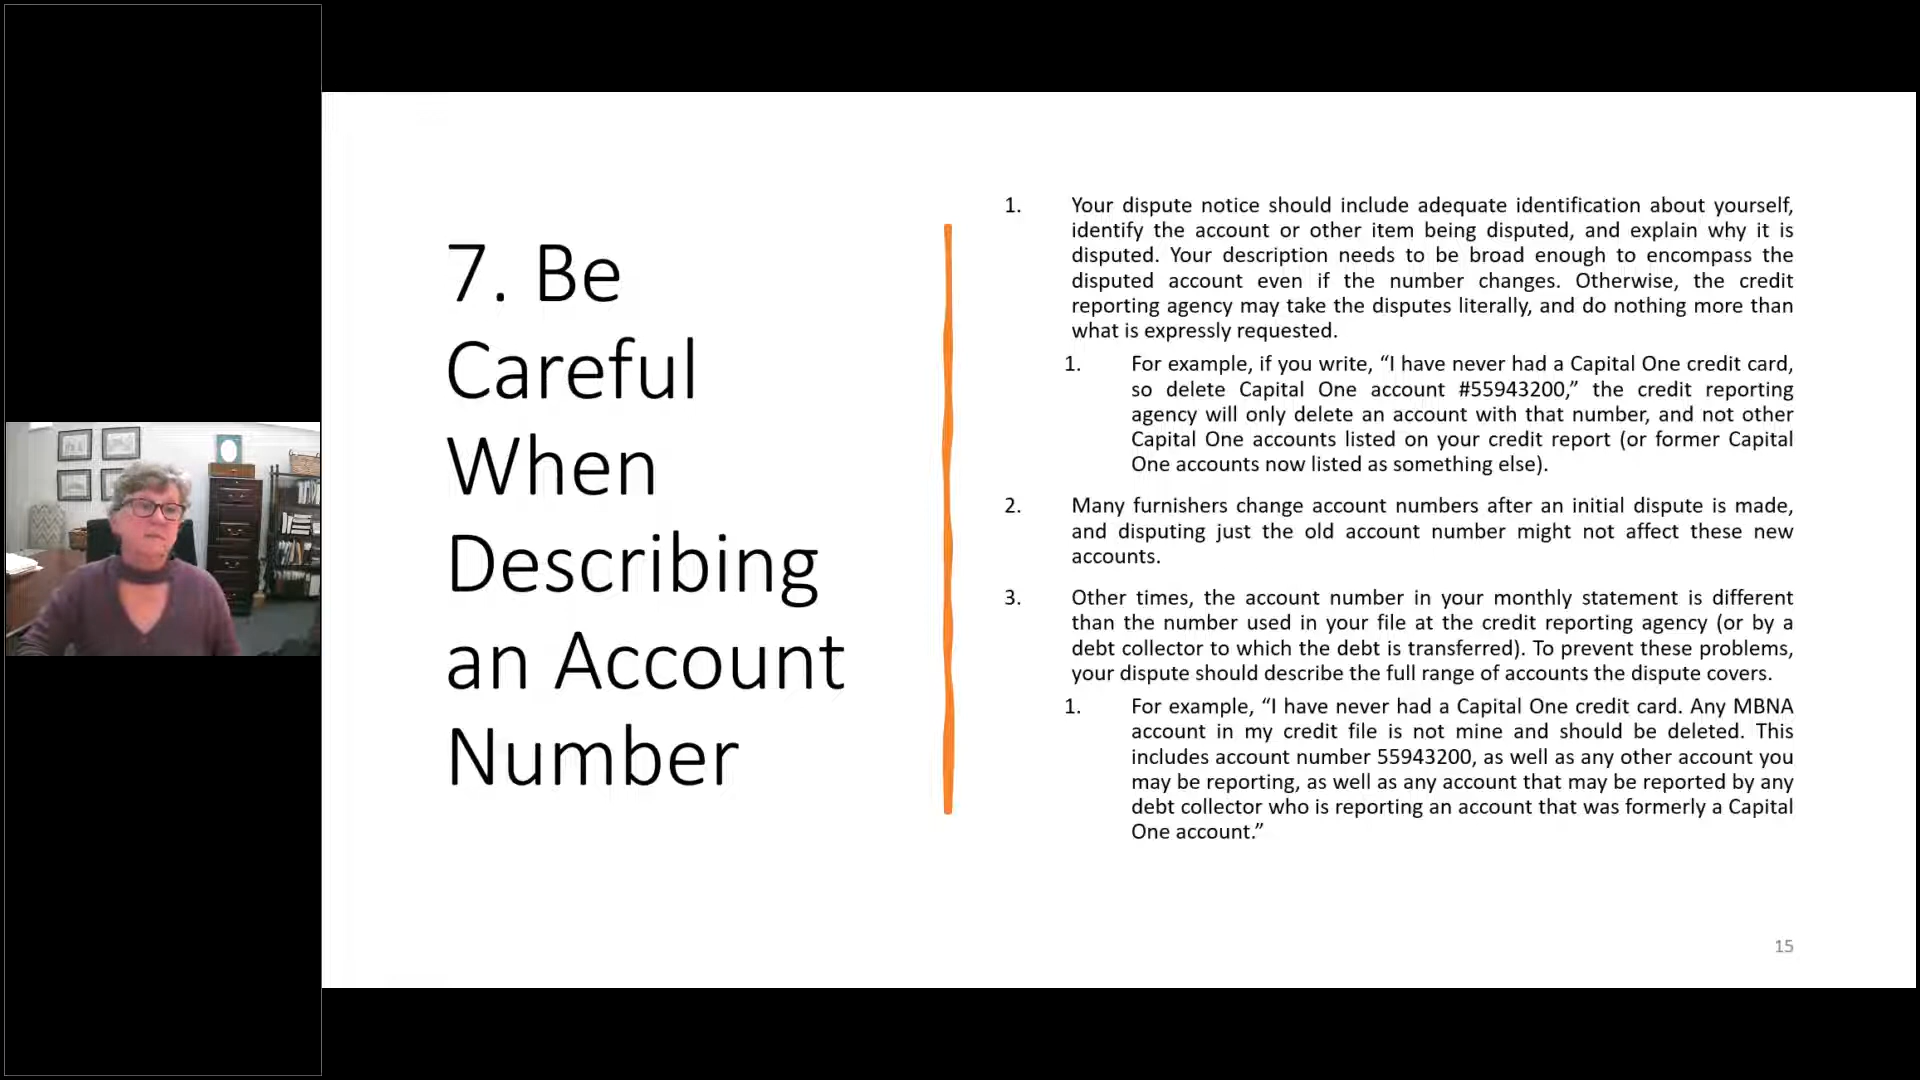 7. Be
Careful
When
Describing
an Account
Number
1. Your dispute notice should include adequate identification about yourself,
identify the account or other item being disputed, and explain why it is
disputed. Your description needs to be broad enough to encompass the
disputed account even if the number changes. Otherwise, the credit
reporting agency may take the disputes literally, and do nothing more than
what is expressly requested.
1. For example, if you write, “I have never had a Capital One credit card,
so delete Capital One account #55943200,” the credit reporting
agency will only delete an account with that number, and not other
Capital One accounts listed on your credit report (or former Capital
One accounts now listed as something else).
2. Many furnishers change account numbers after an initial dispute is made,
and disputing just the old account number might not affect these new
accounts.
3. Other times, the account number in your monthly statement is different
than the number used in your file at the credit reporting agency (or by a
debt collector to which the debt is transferred). To prevent these problems,
your dispute should describe the full range of accounts the dispute covers.
1. For example, “I have never had a Capital One credit card. Any MBNA
account in my credit file is not mine and should be deleted. This
includes account number 55943200, as well as any other account you
may be reporting, as well as any account that may be reported by any
debt collector who is reporting an account that was formerly a Capital
One account.”
15